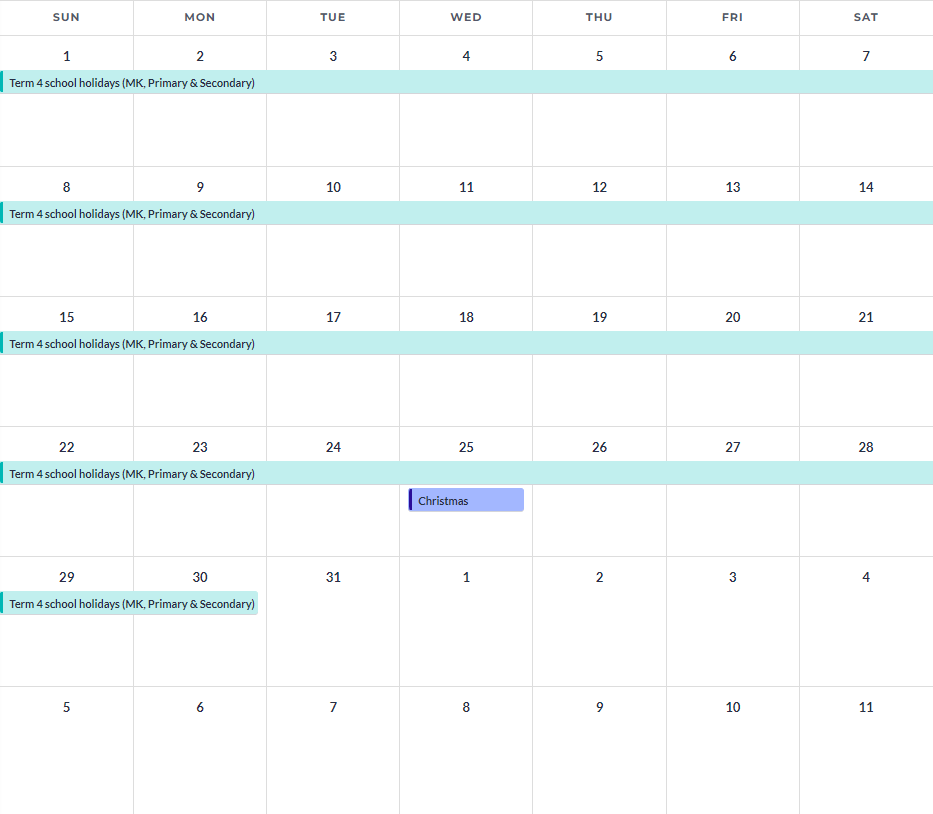 SUN MON TUE WED THU FRI SAT
1 2 3 4 5 6 7
Term 4 school holidays (MK, Primary & Secondary)
8 9 10 11 12 13 14
Term 4 school holidays (MK, Primary & Secondary)
15 16 17 18 19 20 21
Term 4 school holidays (MK, Primary & Secondary)
22 23 24 25 26 27 28
Term 4 school holidays (MK, Primary & Secondary)
Christmas
29 30 31 1 2 3 4
Term 4 school holidays (MK, Primary & Secondary)
5 6 7 8 9 10 11